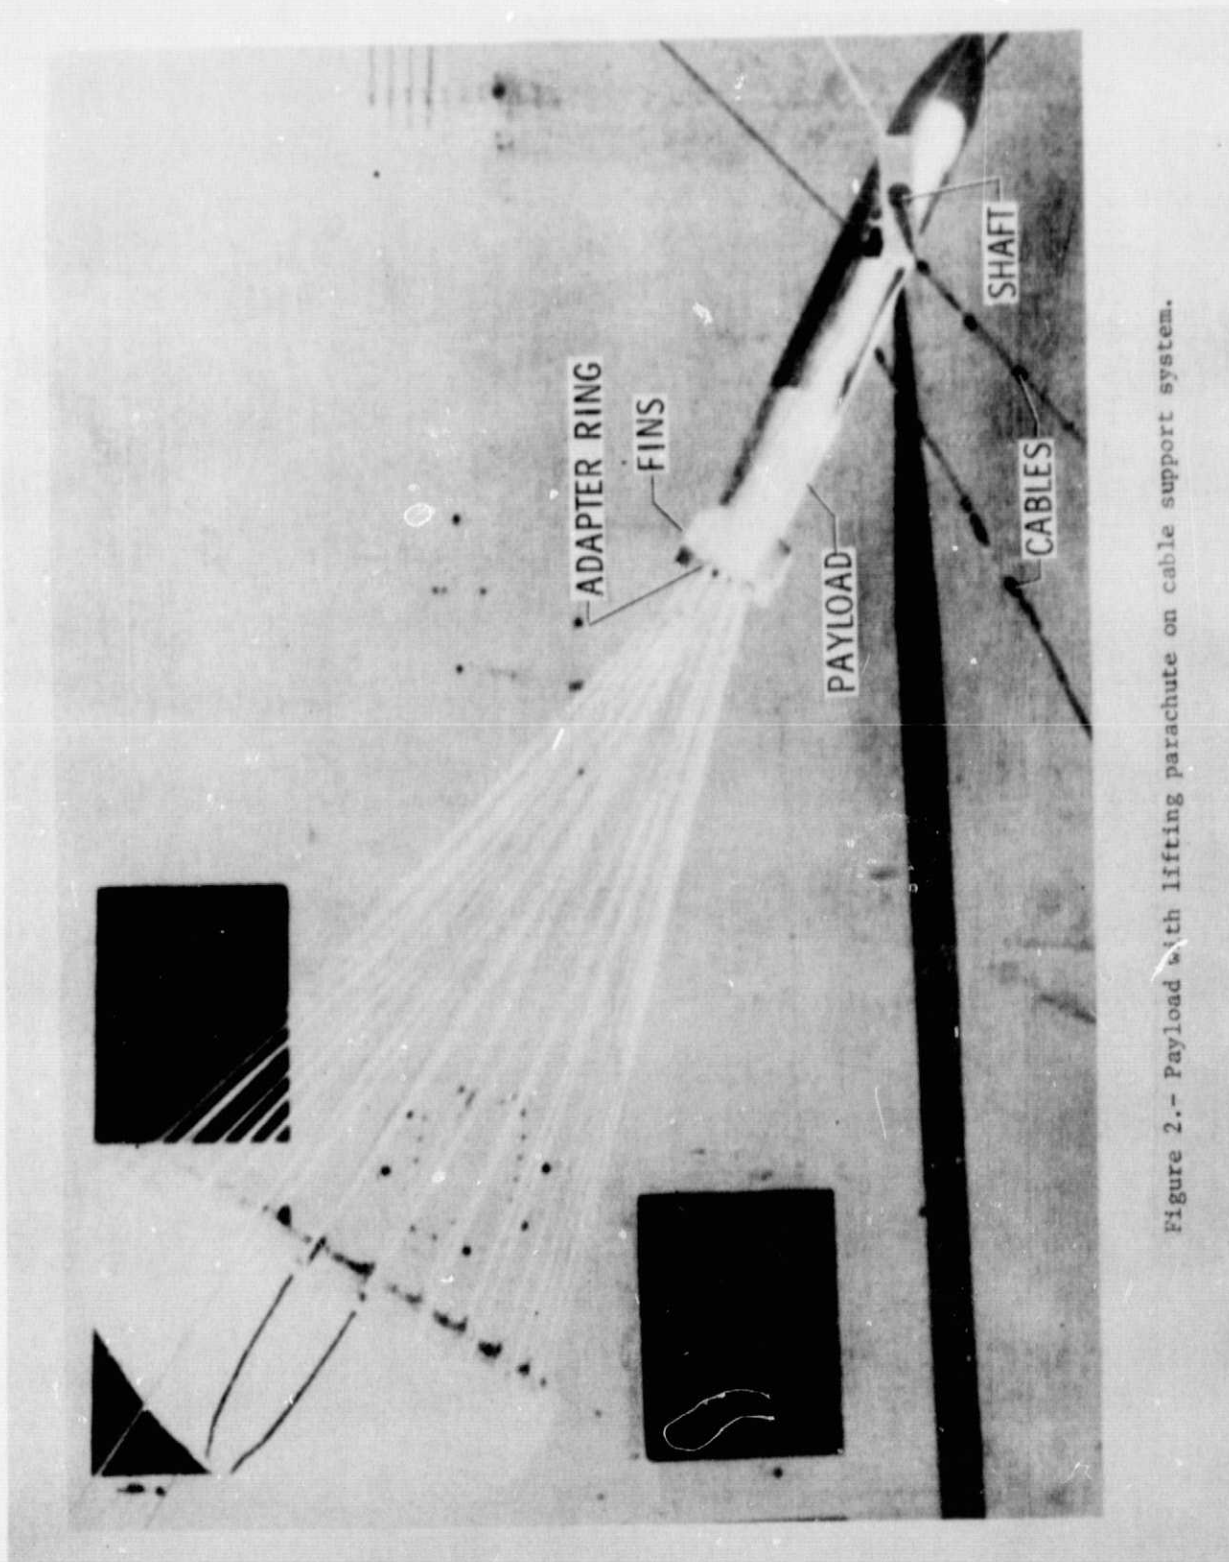 ADAPTER RING
FINS
PAYLOAD
CABLES
SHAFT
Figure 2.- Payload with lifting parachute on cable support system.